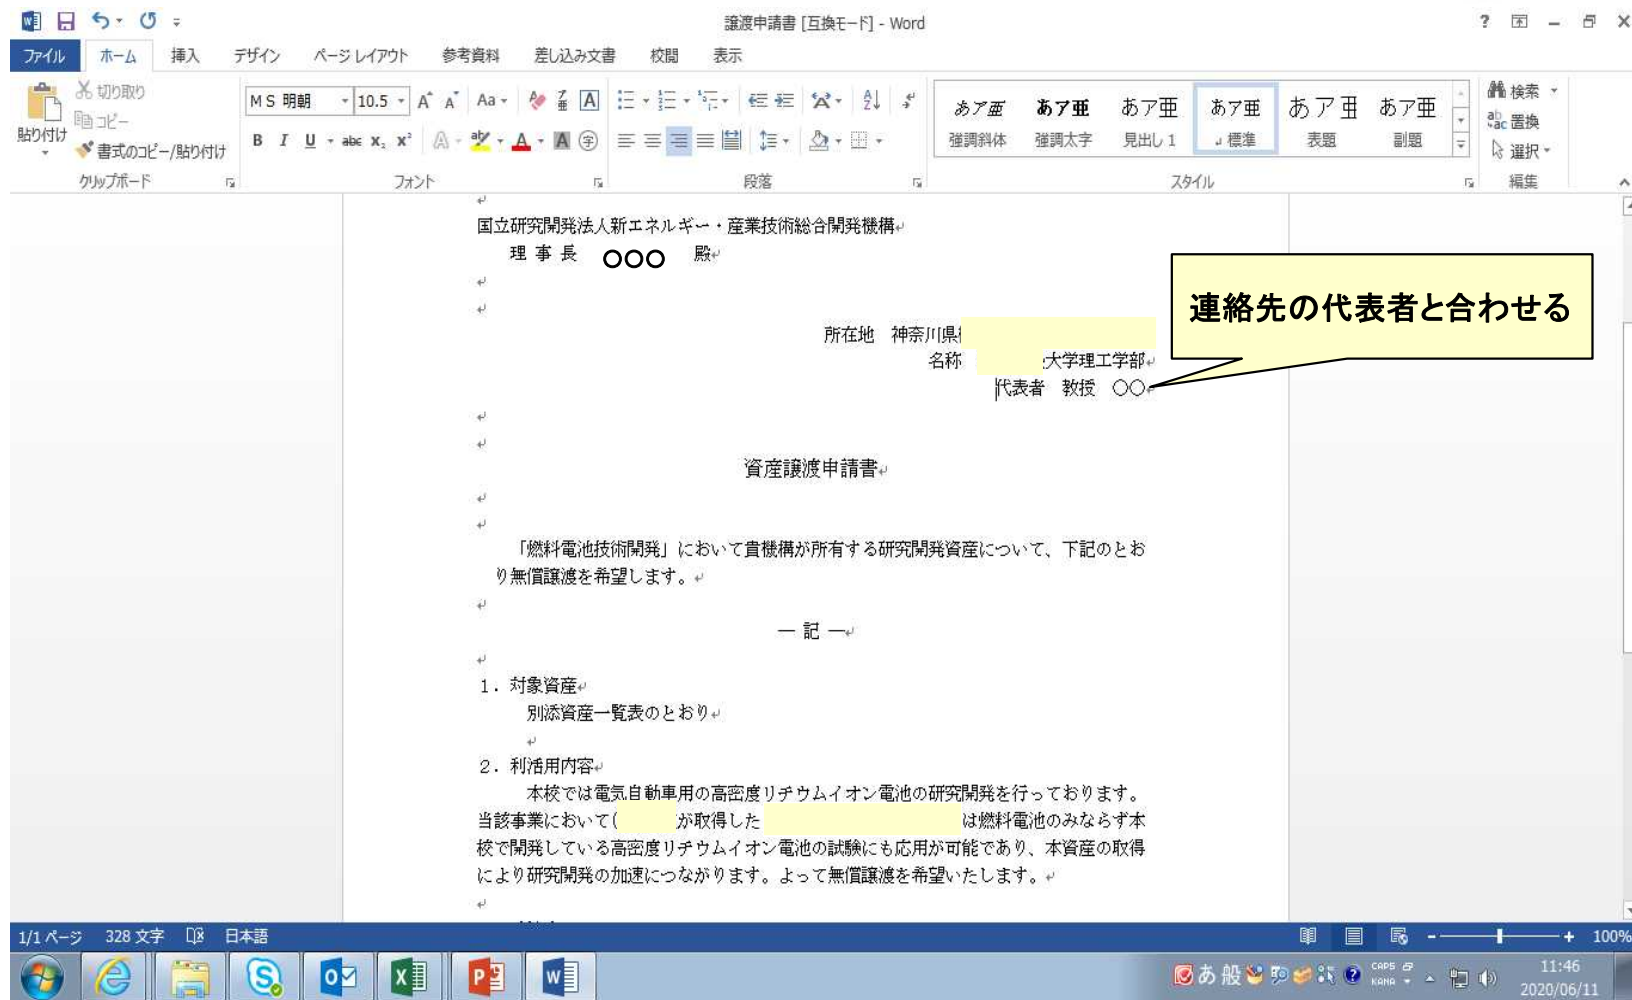 譲渡申請書 [互換モード] - Word
ファイル ホーム 挿入 デザイン ページ レイアウト 参考資料 差し込み文書 校閲 表示
切り取り
コピー
貼り付け
書式のコピー/貼り付け
クリップボード
MS 明朝 10.5
フォント
段落
あア亜 あア亜 あア亜 あア亜 あア亜 あア亜
強調斜体 強調太字 見出し 1 標準 表題 副題
スタイル
検索
置換
選択
編集
国立研究開発法人新エネルギー・産業技術総合開発機構
理事長 ○○○ 殿
連絡先の代表者と合わせる
所在地 神奈川県
名称 大学理工学部
代表者 教授 ○○
資産譲渡申請書
「燃料電池技術開発」において貴機構が所有する研究開発資産について、下記のとお
り無償譲渡を希望します。
― 記 ―
1.対象資産
別添資産一覧表のとおり
2.利活用内容
本校では電気自動車用の高密度リチウムイオン電池の研究開発を行っております。
当該事業において( が取得した は燃料電池のみならず本
校で開発している高密度リチウムイオン電池の試験にも応用が可能であり、本資産の取得
により研究開発の加速につながります。よって無償譲渡を希望いたします。
1/1 ページ 328 文字 日本語 100%
あ 般 CAPS KANA 11:46
2020/06/11